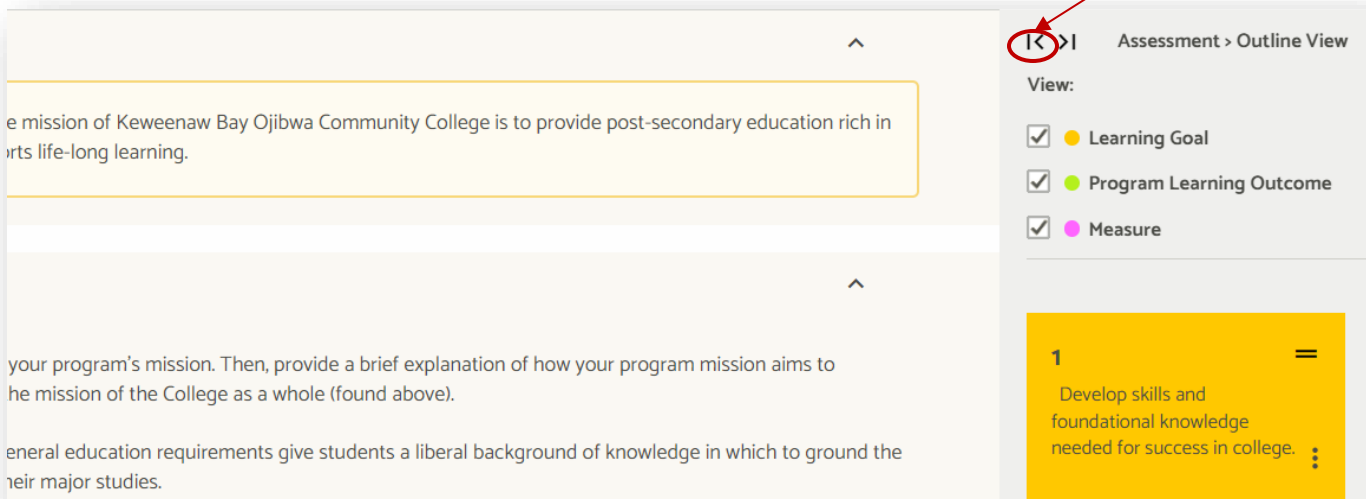 e mission of Keweenaw Bay Ojibwa Community College is to provide post-secondary education rich in
rts life-long learning.
your program's mission. Then, provide a brief explanation of how your program mission aims to
he mission of the College as a whole (found above).
eneral education requirements give students a liberal background of knowledge in which to ground the
heir major studies.
Assessment > Outline View
View:
Learning Goal
Program Learning Outcome
Measure
1
Develop skills and
foundational knowledge
needed for success in college.